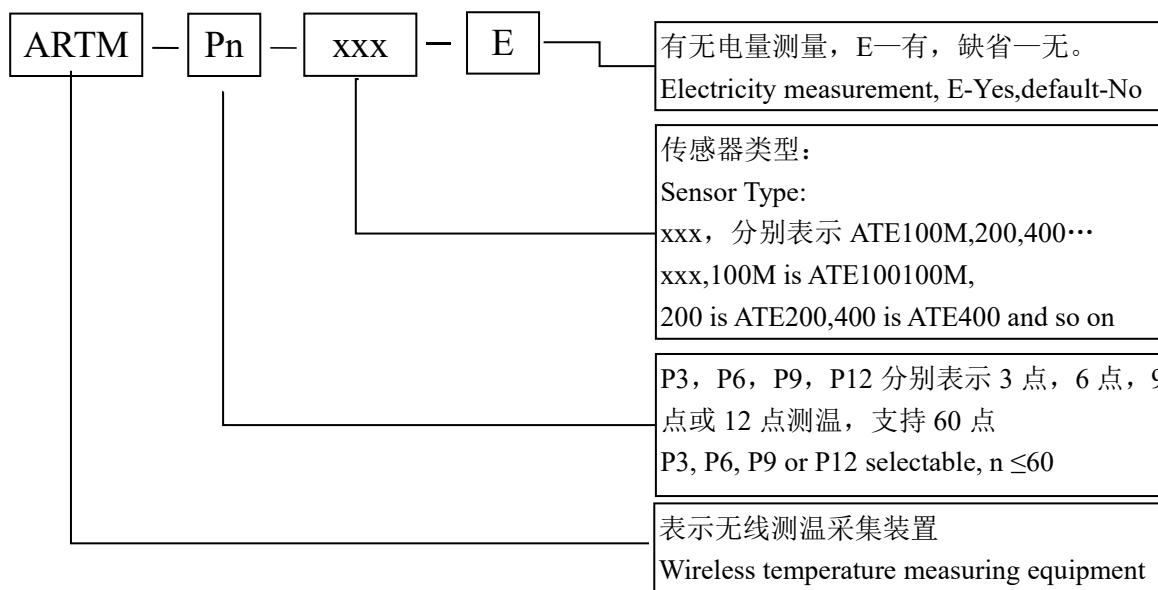 ARTM — Pn — xxx — E
有无电量测量，E—有，缺省—无。
Electricity measurement, E-Yes,default-No
传感器类型：
Sensor Type:
xxx，分别表示 ATE100M,200,400⋯
xxx,100M is ATE100100M,
200 is ATE200,400 is ATE400 and so on
P3，P6，P9，P12 分别表示 3 点，6 点，9
点或 12 点测温，支持 60 点
P3, P6, P9 or P12 selectable, n ≤60
表示无线测温采集装置
Wireless temperature measuring equipment